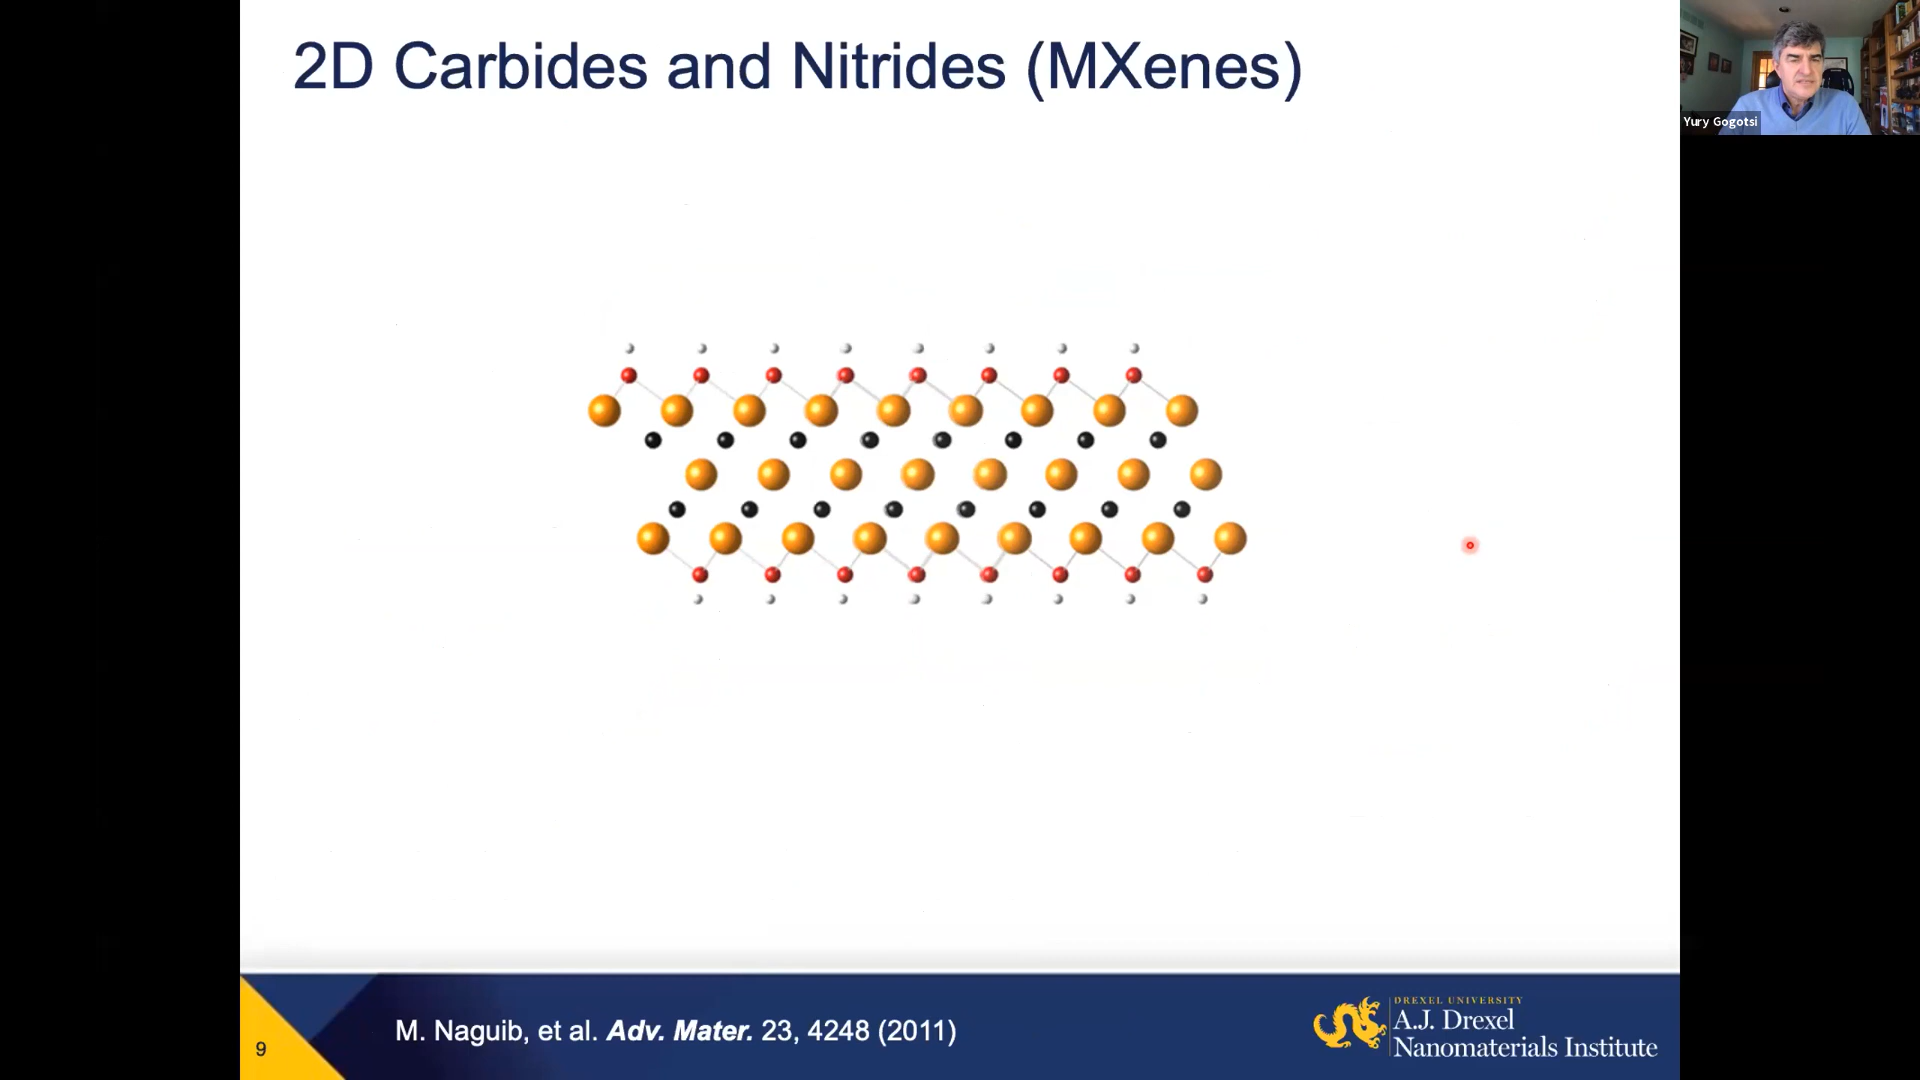 2D Carbides and Nitrides (MXenes)
Yury Gogotsi
M. Naguib, et al. Adv. Mater. 23, 4248 (2011)
DREXEL UNIVERSITY
A.J. Drexel
Nanomaterials Institute
9